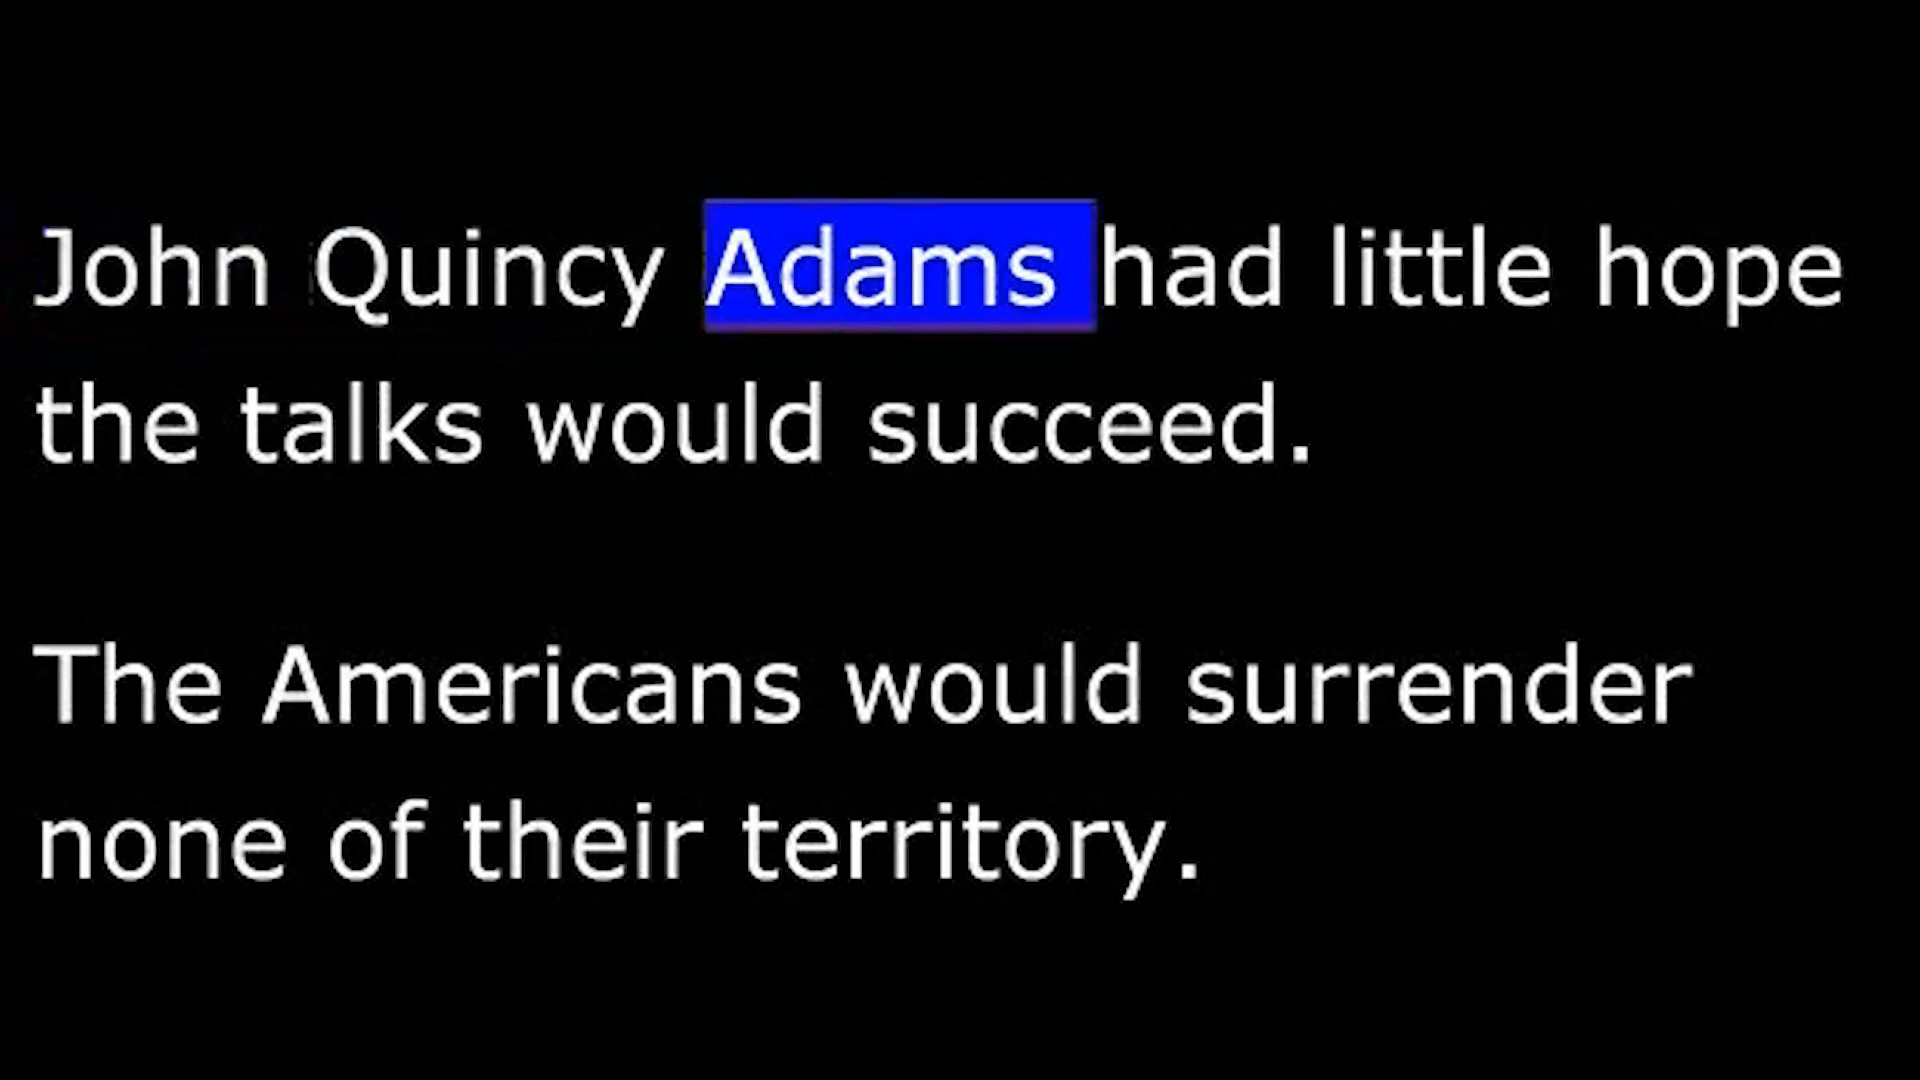 John Quincy Adams had little hope
the talks would succeed.
The Americans would surrender
none of their territory.